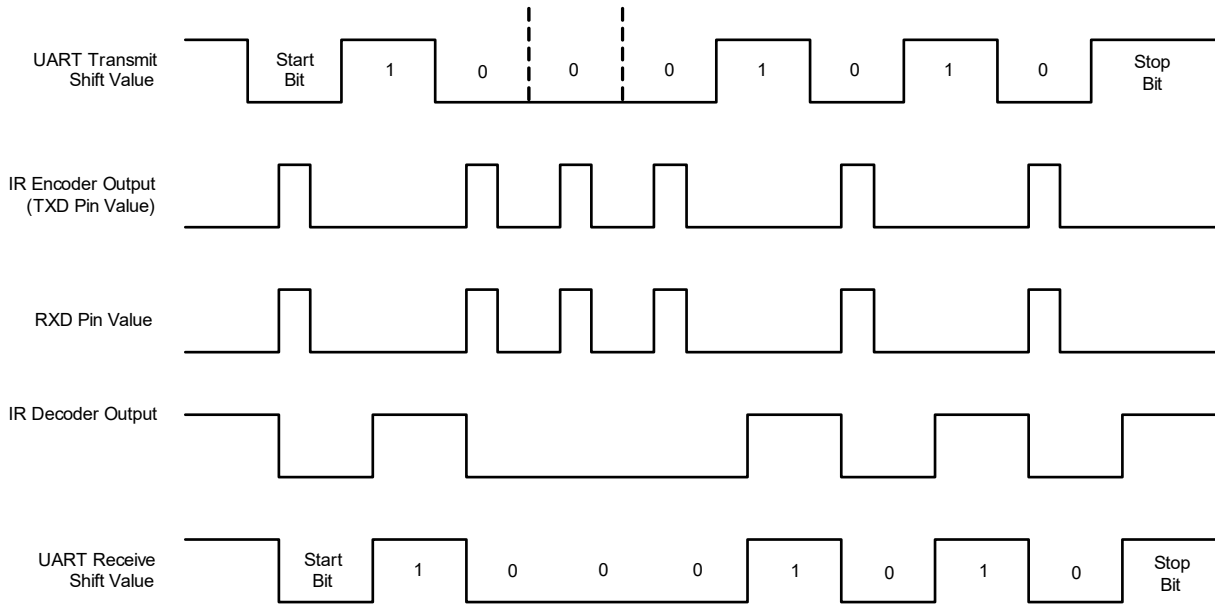 UART Transmit
Shift Value
Start
Bit
1
0
0
0
1
0
1
0
Stop
Bit
IR Encoder Output
(TXD Pin Value)
RXD Pin Value
IR Decoder Output
UART Receive
Shift Value
Start
Bit
1
0
0
0
1
0
1
0
Stop
Bit